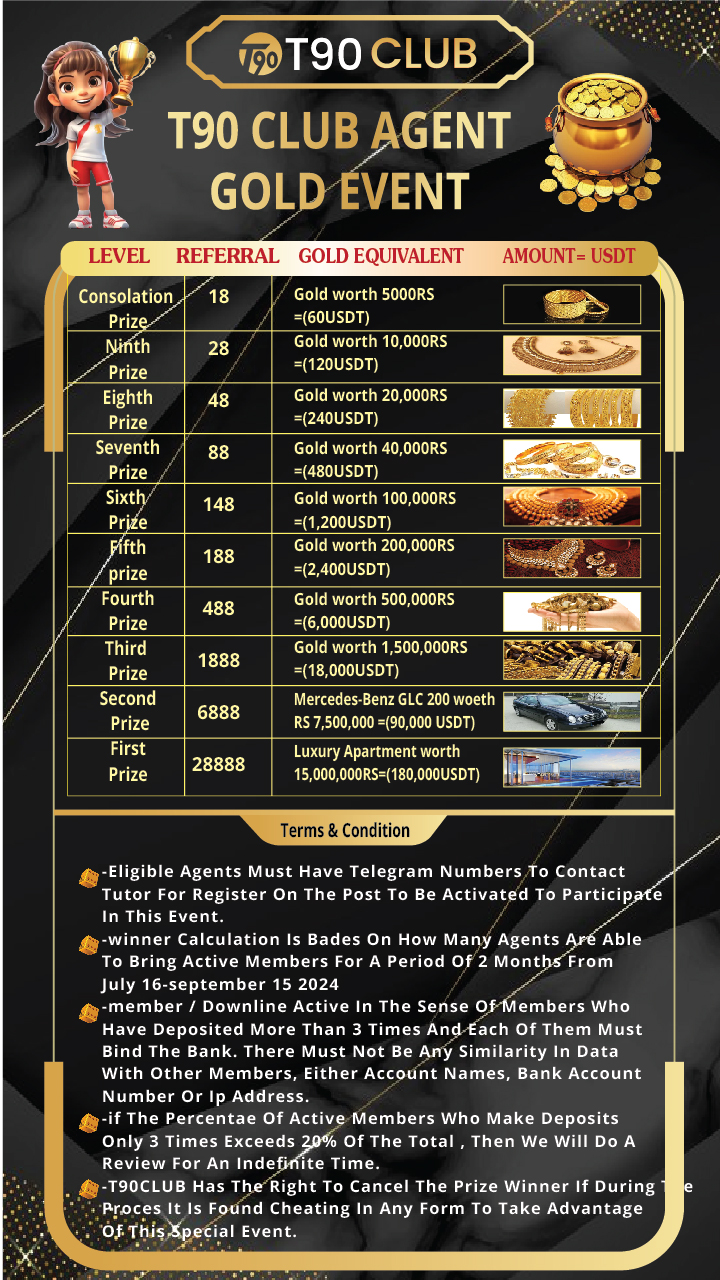 T90 T90 CLUB
T90 CLUB AGENT
GOLD EVENT
LEVEL REFERRAL GOLD EQUIVALENT AMOUNT= USDT
Consolation Prize 18 Gold worth 5000RS
=(60USDT)
Ninth Prize 28 Gold worth 10,000RS
=(120USDT)
Eighth Prize 48 Gold worth 20,000RS
=(240USDT)
Seventh Prize 88 Gold worth 40,000RS
=(480USDT)
Sixth Prize 148 Gold worth 100,000RS
=(1,200USDT)
Fifth prize 188 Gold worth 200,000RS
=(2,400USDT)
Fourth Prize 488 Gold worth 500,000RS
=(6,000USDT)
Third Prize 1888 Gold worth 1,500,000RS
=(18,000USDT)
Second Prize 6888 Mercedes-Benz GLC 200 woeth
RS 7,500,000 =(90,000 USDT)
First Prize 28888 Luxury Apartment worth
15,000,000RS=(180,000USDT)
Terms & Condition
-Eligible Agents Must Have Telegram Numbers To Contact
Tutor For Register On The Post To Be Activated To Participate
In This Event.
-winner Calculation Is Bades On How Many Agents Are Able
To Bring Active Members For A Period Of 2 Months From
July 16-september 15 2024
-member / Downline Active In The Sense Of Members Who
Have Deposited More Than 3 Times And Each Of Them Must
Bind The Bank. There Must Not Be Any Similarity In Data
With Other Members, Either Account Names, Bank Account
Number Or Ip Address.
-if The Percentae Of Active Members Who Make Deposits
Only 3 Times Exceeds 20% Of The Total , Then We Will Do A
Review For An Indefinite Time.
-T90CLUB Has The Right To Cancel The Prize Winner If During The
Proces It Is Found Cheating In Any Form To Take Advantage
Of This Special Event.